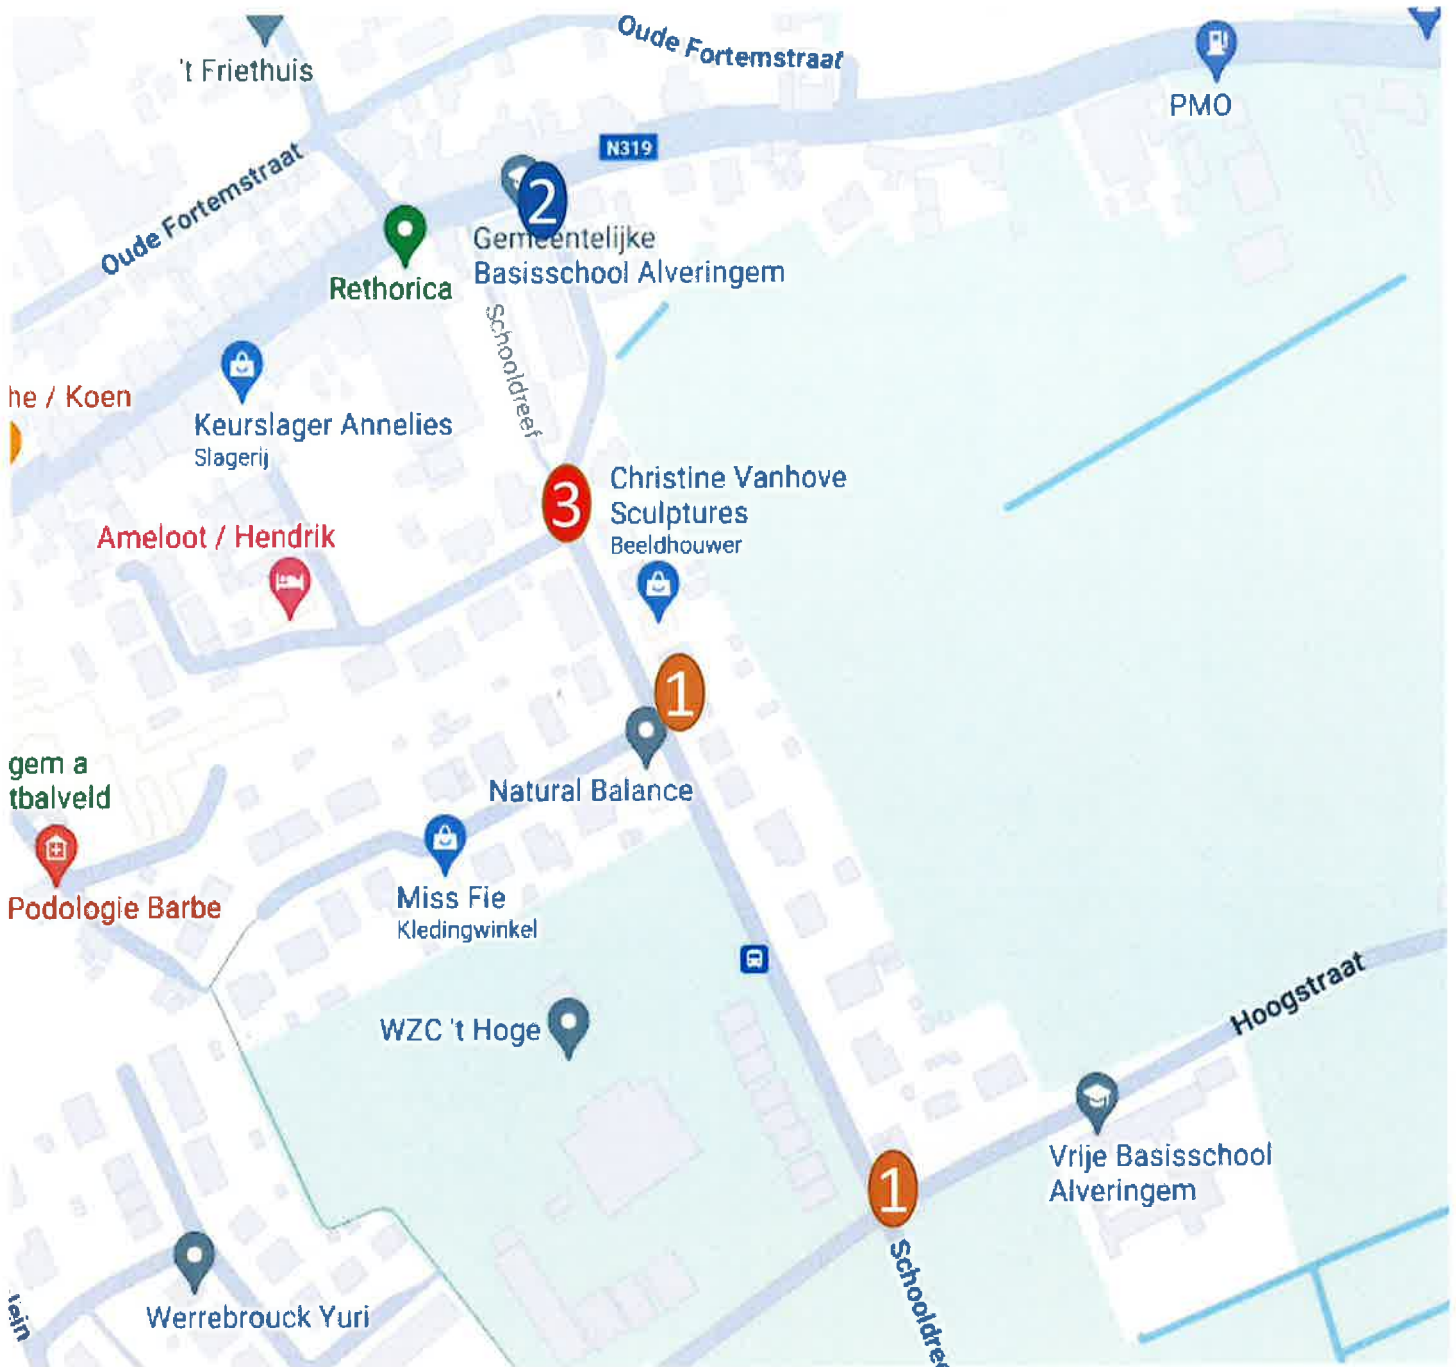 Oude Fortemstraat
't Friethuis
PMO
N319
Oude Fortemstraat
2
Gemeentelijke
Basisschool Alveringem
Rethorica
Schooldreef
he / Koen
Keurslager Annelies
Slagerij
3
Christine Vanhove
Sculptures
Beeldhouwer
Ameloot / Hendrik
1
gem a
tbalveld
Natural Balance
Podologie Barbe
Miss Fie
Kledingwinkel
Hoogstraat
WZC 't Hoge
Vrije Basisschool
Alveringem
1
Schooldree
Werrebrouck Yuri
lein